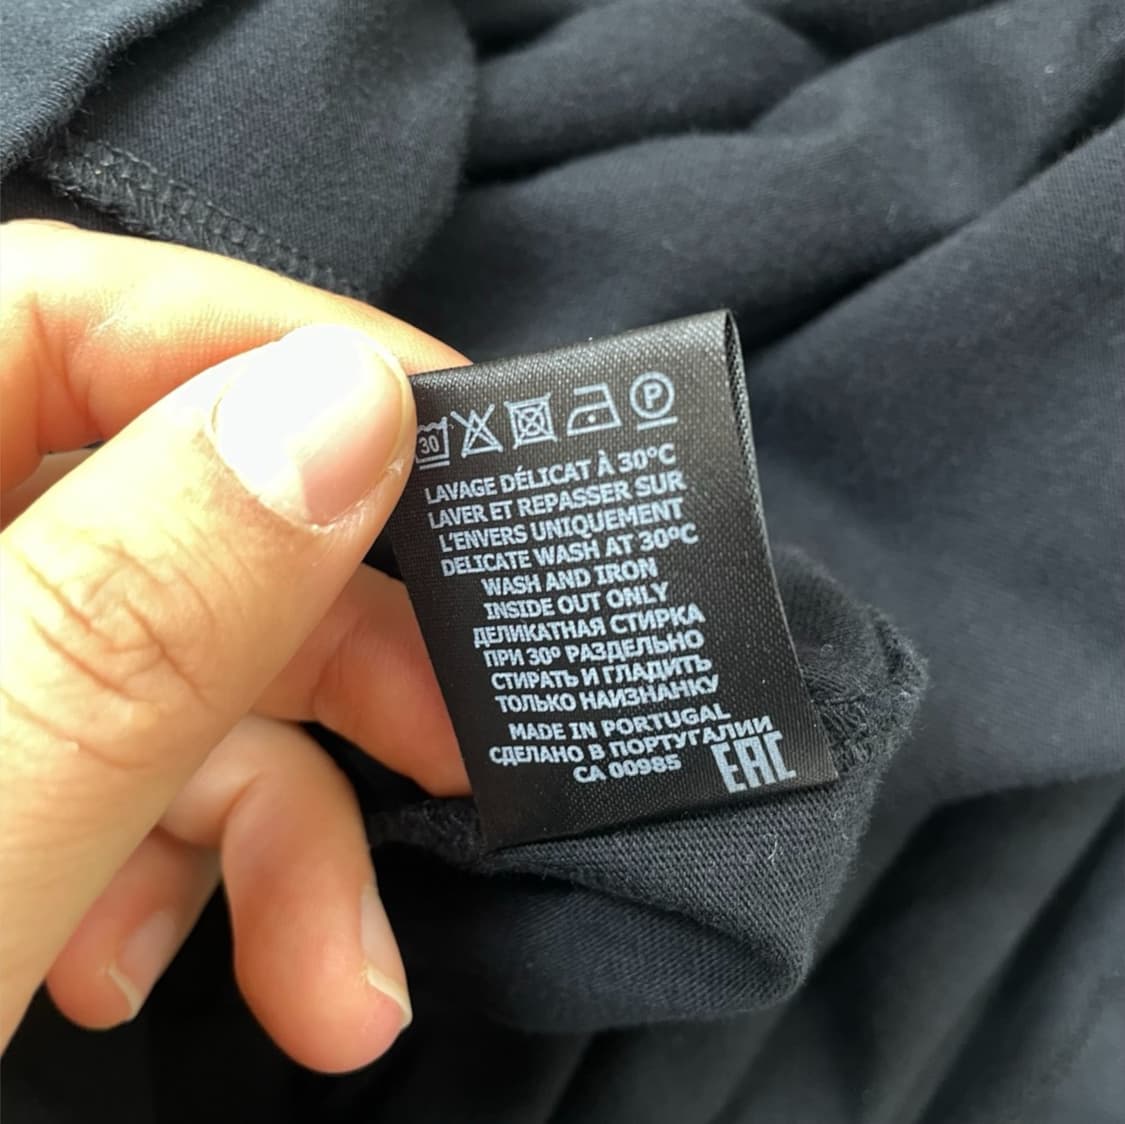 30 P
LAVAGE DÉLICAT À 30°C
LAVER ET REPASSER SUR
L'ENVERS UNIQUEMENT
DELICATE WASH AT 30°C
WASH AND IRON
INSIDE OUT ONLY
ДЕЛИКАТНАЯ СТИРКА
ПРИ 30° РАЗДЕЛЬНО
СТИРАТЬ И ГЛАДИТЬ
ТОЛЬКО НАИЗНАНКУ
MADE IN PORTUGAL
СДЕЛАНО В ПОРТУГАЛИИ
CA 00985
EAC